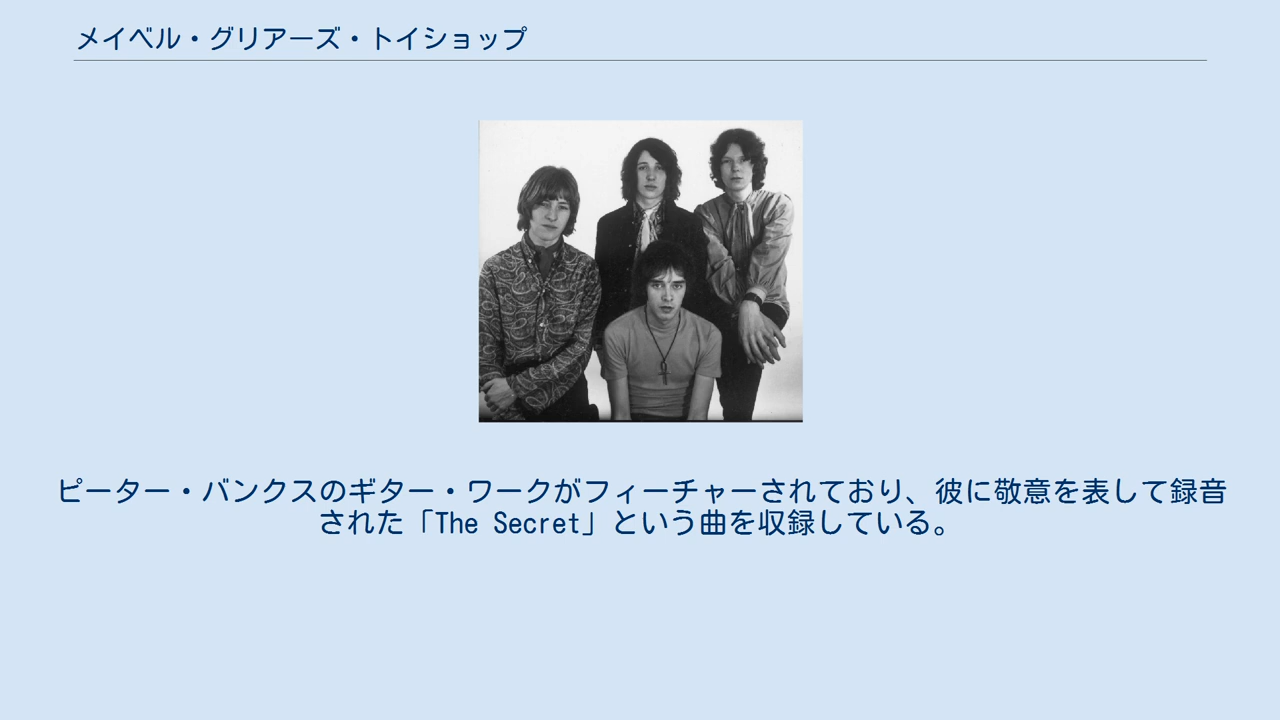 メイベル・グリアーズ・トイショップ
ピーター・バンクスのギター・ワークがフィーチャーされており、彼に敬意を表して録音
された「The Secret」という曲を収録している。